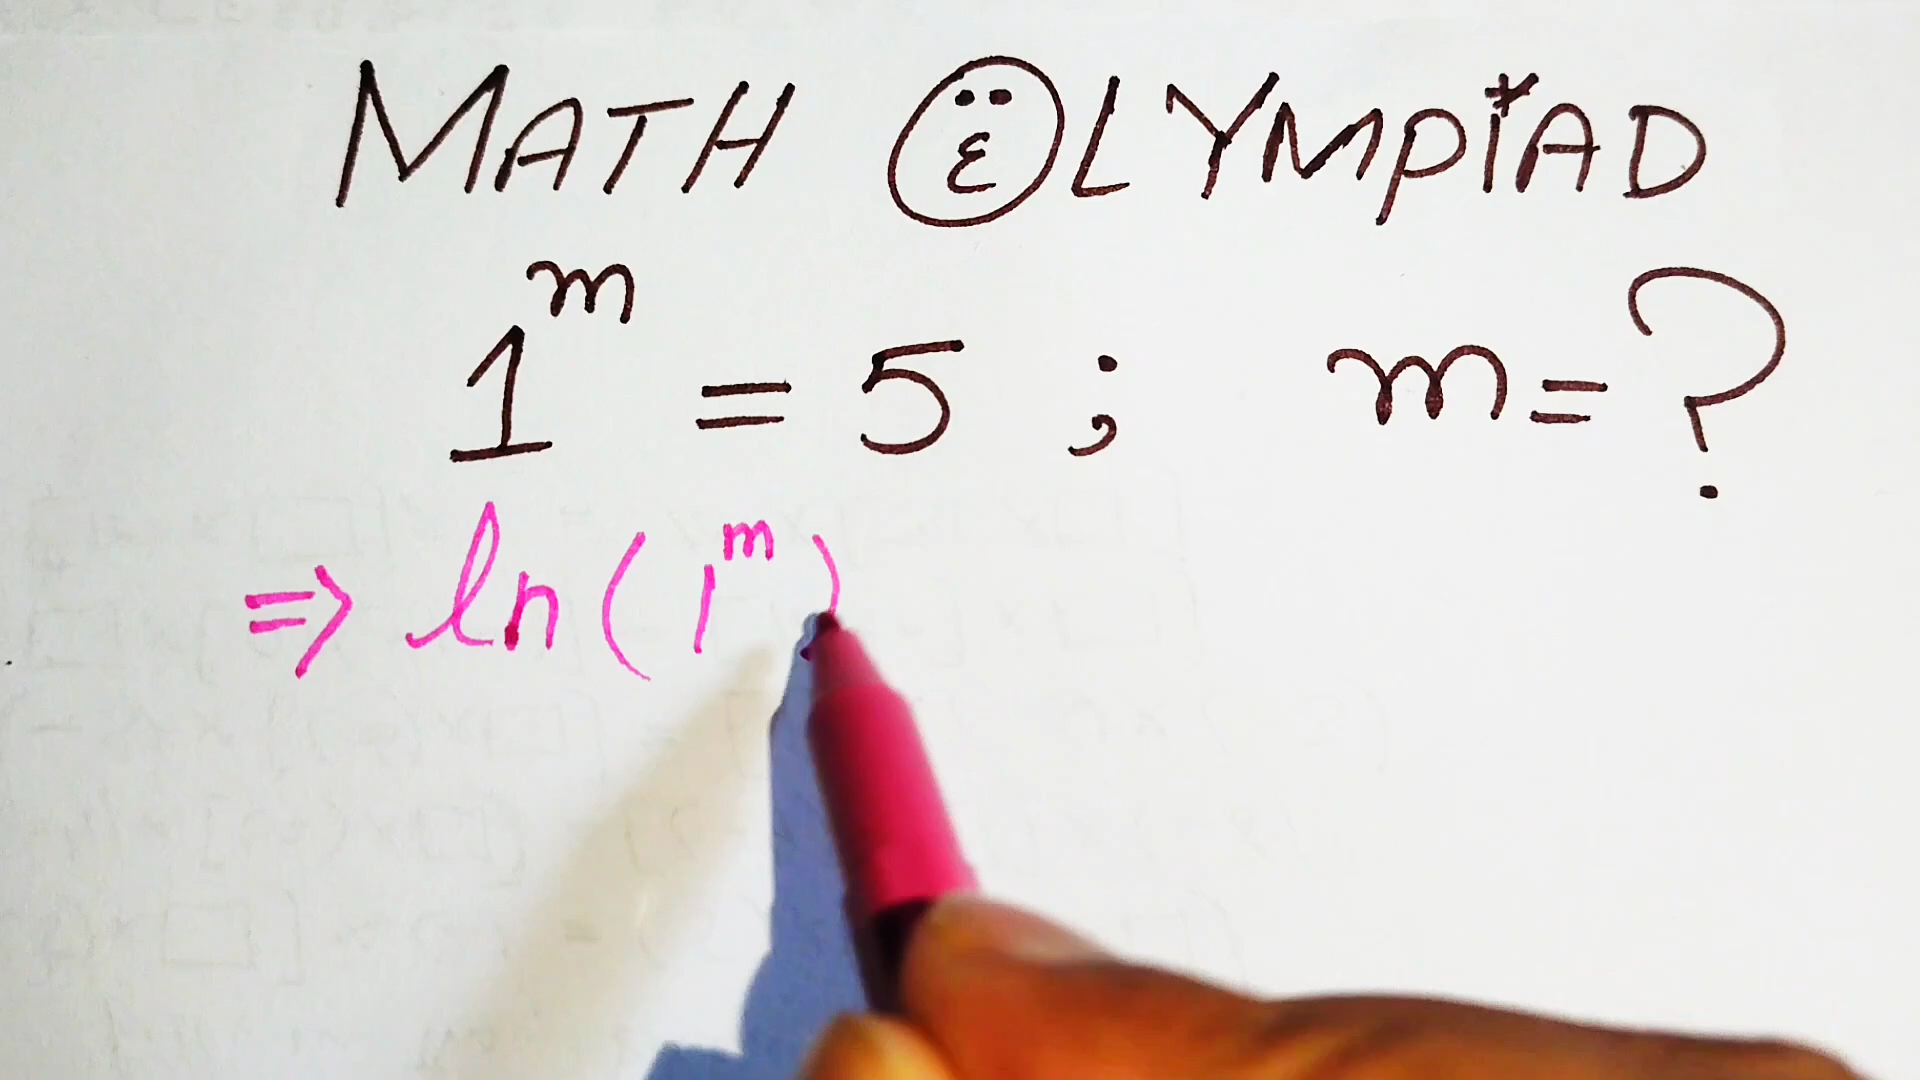 MATH OLYMPIAD
1^m = 5 ; m = ?
=> ln(1^m)